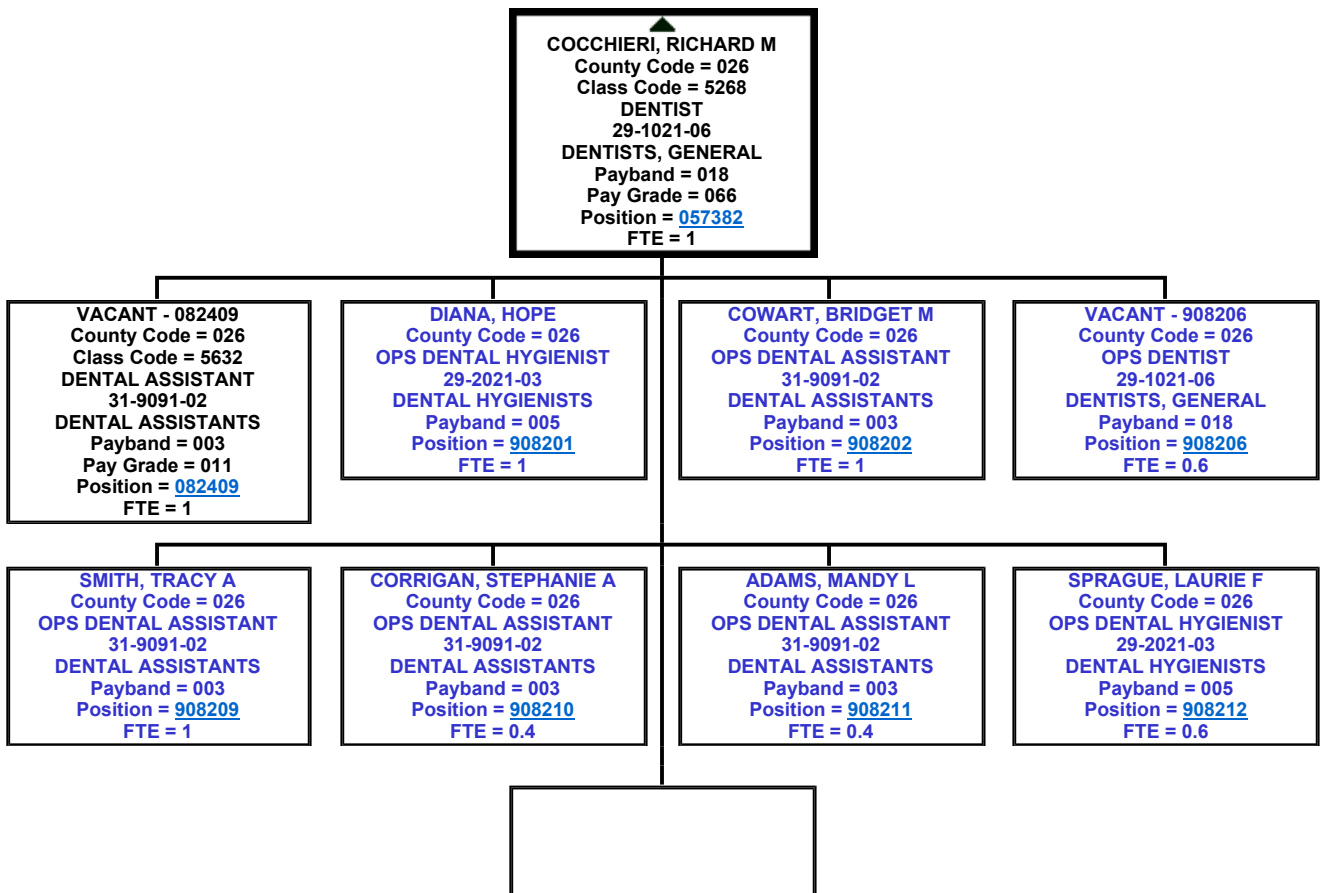 COCCHIERI, RICHARD M
County Code = 026
Class Code = 5268
DENTIST
29-1021-06
DENTISTS, GENERAL
Payband = 018
Pay Grade = 066
Position = 057382
FTE = 1
VACANT - 082409
County Code = 026
Class Code = 5632
DENTAL ASSISTANT
31-9091-02
DENTAL ASSISTANTS
Payband = 003
Pay Grade = 011
Position = 082409
FTE = 1
DIANA, HOPE
County Code = 026
OPS DENTAL HYGIENIST
29-2021-03
DENTAL HYGIENISTS
Payband = 005
Position = 908201
FTE = 1
COWART, BRIDGET M
County Code = 026
OPS DENTAL ASSISTANT
31-9091-02
DENTAL ASSISTANTS
Payband = 003
Position = 908202
FTE = 1
VACANT - 908206
County Code = 026
OPS DENTIST
29-1021-06
DENTISTS, GENERAL
Payband = 018
Position = 908206
FTE = 0.6
SMITH, TRACY A
County Code = 026
OPS DENTAL ASSISTANT
31-9091-02
DENTAL ASSISTANTS
Payband = 003
Position = 908209
FTE = 1
CORRIGAN, STEPHANIE A
County Code = 026
OPS DENTAL ASSISTANT
31-9091-02
DENTAL ASSISTANTS
Payband = 003
Position = 908210
FTE = 0.4
ADAMS, MANDY L
County Code = 026
OPS DENTAL ASSISTANT
31-9091-02
DENTAL ASSISTANTS
Payband = 003
Position = 908211
FTE = 0.4
SPRAGUE, LAURIE F
County Code = 026
OPS DENTAL HYGIENIST
29-2021-03
DENTAL HYGIENISTS
Payband = 005
Position = 908212
FTE = 0.6